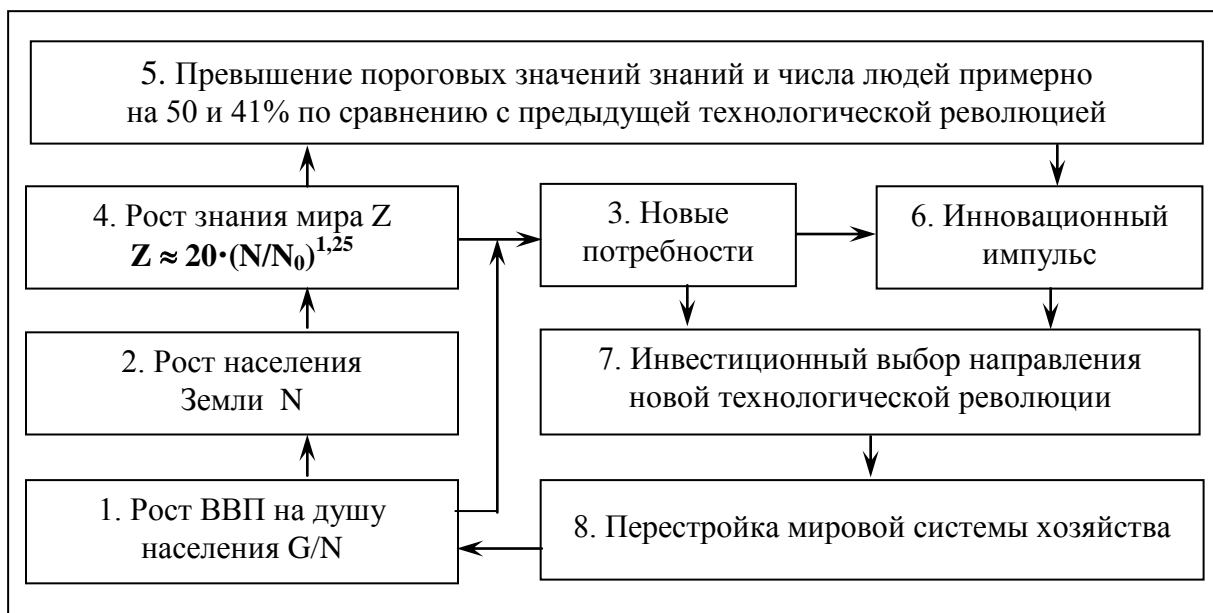 5. Превышение пороговых значений знаний и числа людей примерно
на 50 и 41% по сравнению с предыдущей технологической революцией
4. Рост знания мира Z
Z ≈ 20·(N/N₀)¹,²⁵
3. Новые
потребности
6. Инновационный
импульс
2. Рост населения
Земли N
7. Инвестиционный выбор направления
новой технологической революции
1. Рост ВВП на душу
населения G/N
8. Перестройка мировой системы хозяйства